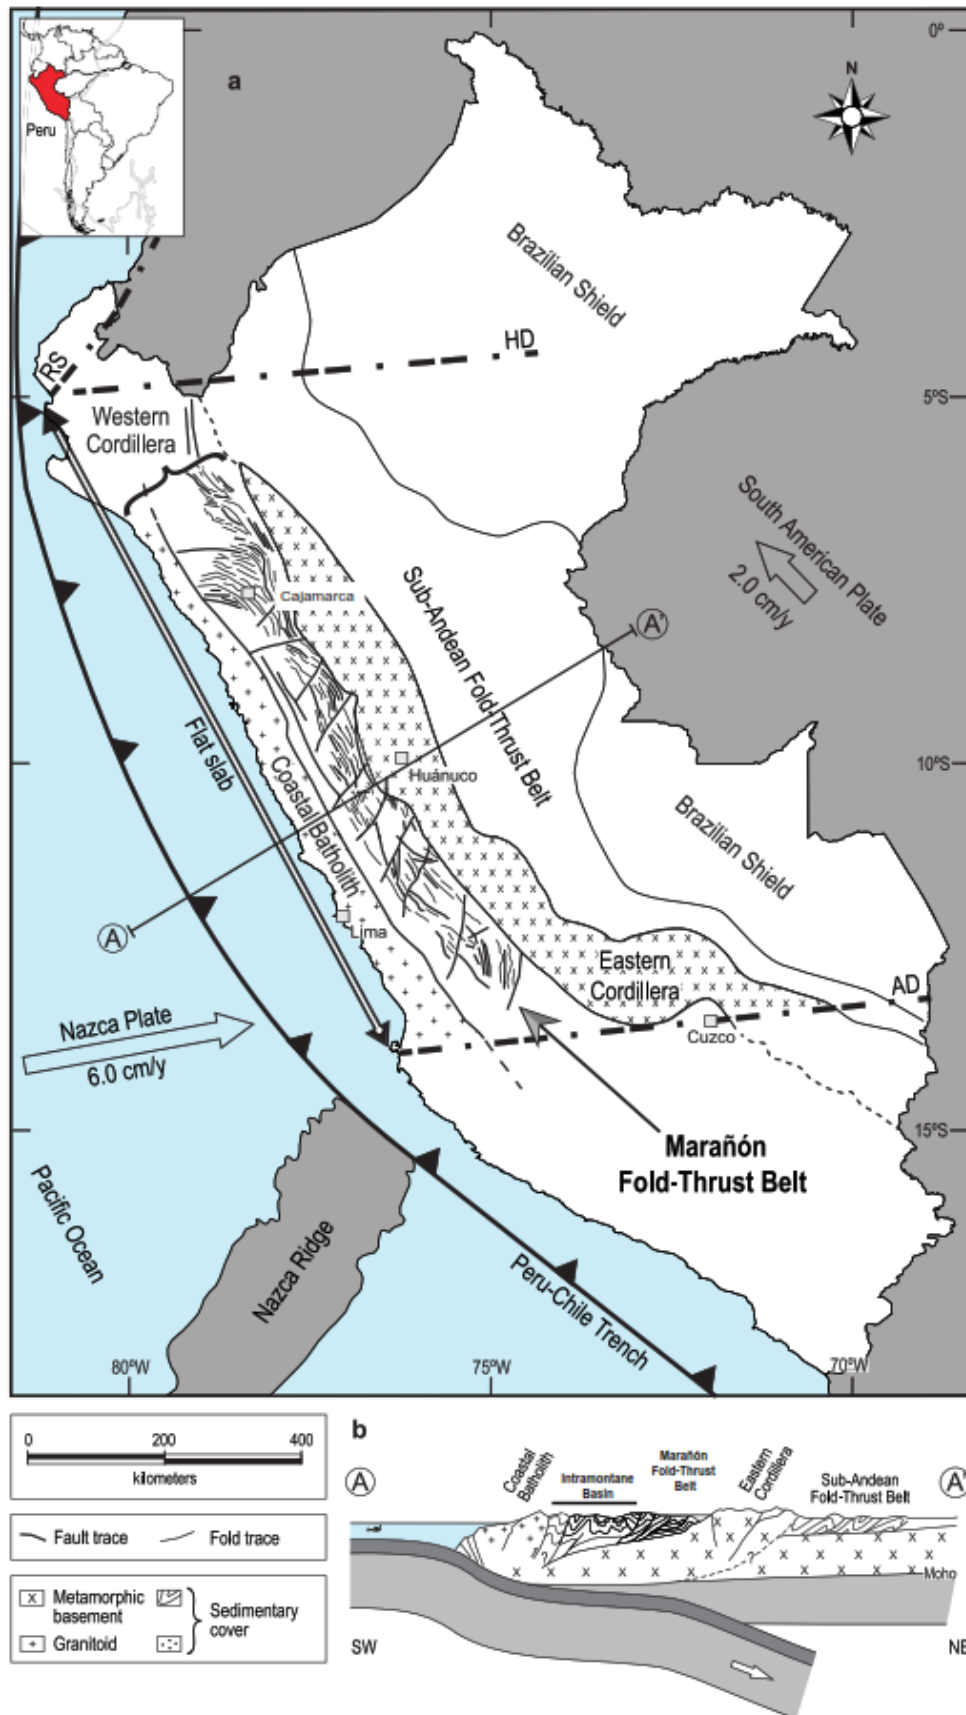 Peru
a
N
0°
Brazilian
Shield
RS
HD
5°S
Western
Cordillera
South American
Plate
2.0 cm/y
Cajamarca
A'
Sub-Andean Fold-Thrust Belt
Flat slab
Huánuco
10°S
Coastal Batholith
Brazilian
Shield
A
Lima
Eastern
Cordillera
AD
Nazca Plate
6.0 cm/y
Cuzco
15°S
Marañón
Fold-Thrust Belt
Pacific
Ocean
Nazca Ridge
Peru-Chile Trench
80°W
75°W
70°W
0 200 400
kilometers
Fault trace Fold trace
x Metamorphic
basement
+ Granitoid
Sedimentary
cover
b
A
Coastal
Batholith
Intramontane
Basin
Marañón
Fold-Thrust
Belt
Eastern
Cordillera
Sub-Andean
Fold-Thrust Belt
A'
?
?
Moho
SW
NE